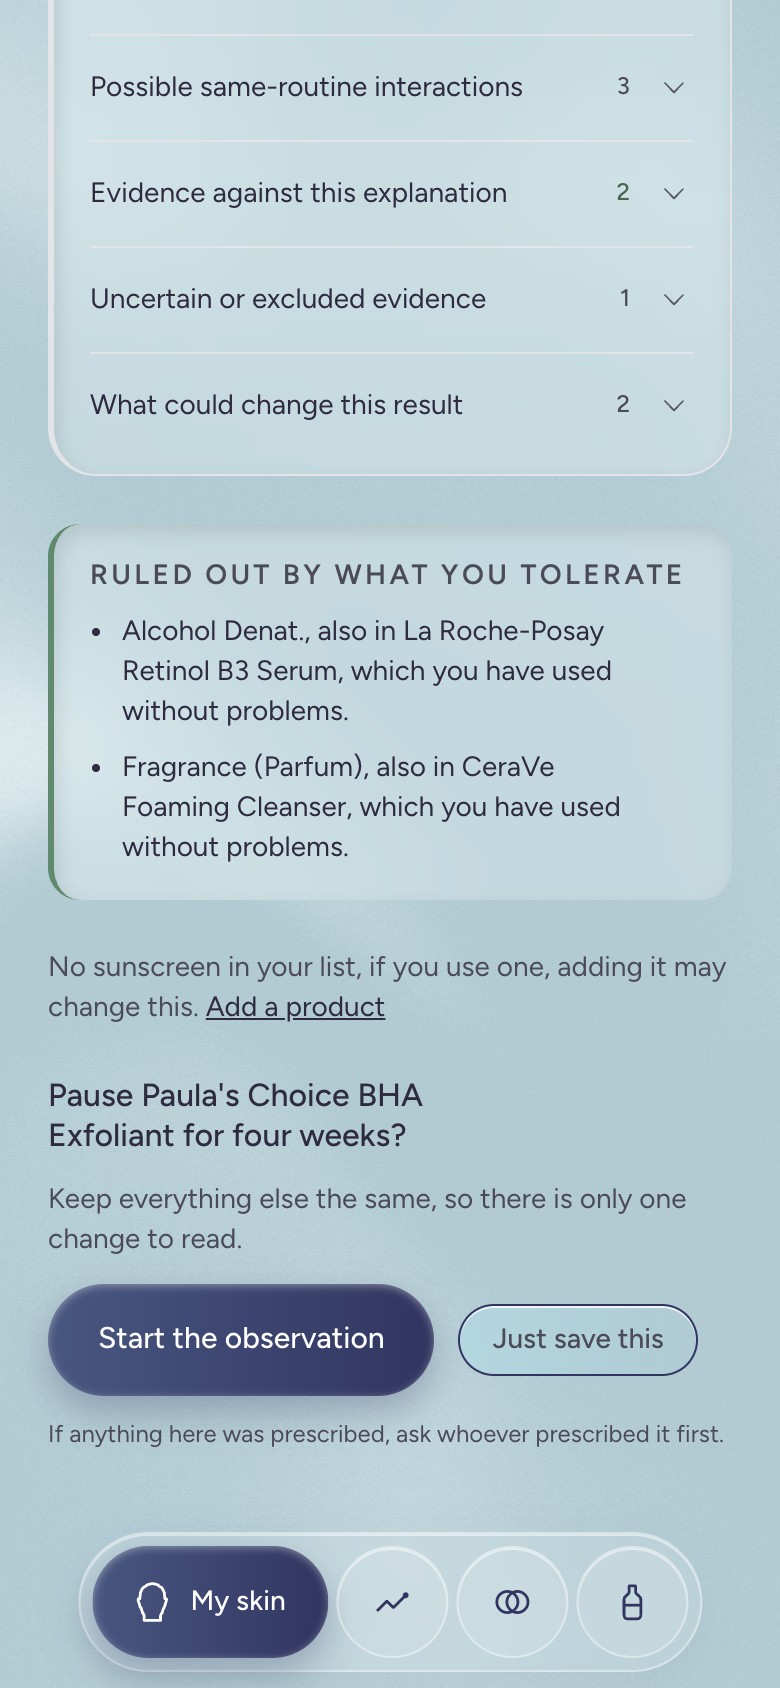 Possible same-routine interactions 3
Evidence against this explanation 2
Uncertain or excluded evidence 1
What could change this result 2
RULED OUT BY WHAT YOU TOLERATE
• Alcohol Denat., also in La Roche-Posay
Retinol B3 Serum, which you have used
without problems.
• Fragrance (Parfum), also in CeraVe
Foaming Cleanser, which you have used
without problems.
No sunscreen in your list, if you use one, adding it may
change this. Add a product
Pause Paula's Choice BHA
Exfoliant for four weeks?
Keep everything else the same, so there is only one
change to read.
Start the observation Just save this
If anything here was prescribed, ask whoever prescribed it first.
My skin